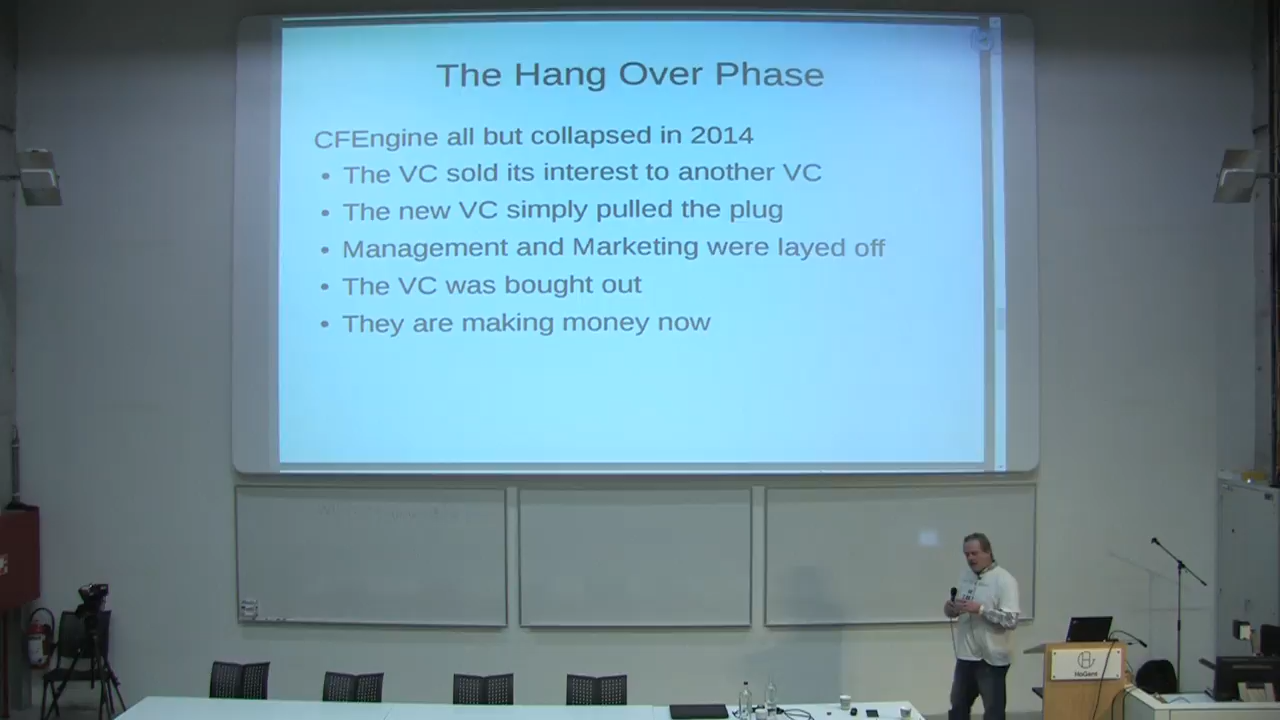 The Hang Over Phase
CFEngine all but collapsed in 2014
• The VC sold its interest to another VC
• The new VC simply pulled the plug
• Management and Marketing were layed off
• The VC was bought out
• They are making money now
HoGent